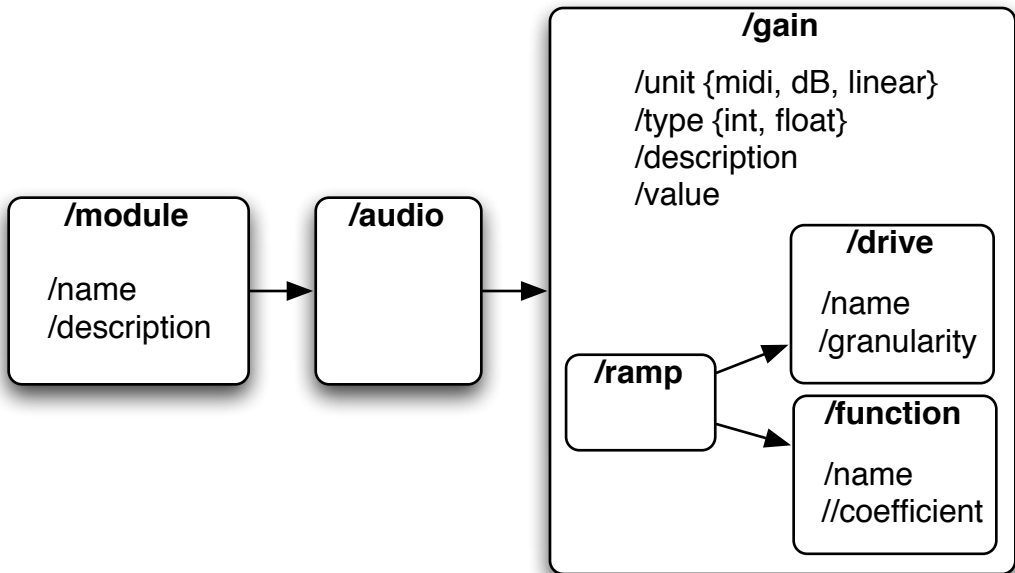 /module
/name
/description
/audio
/gain
/unit {midi, dB, linear}
/type {int, float}
/description
/value
/ramp
/drive
/name
/granularity
/function
/name
//coefficient